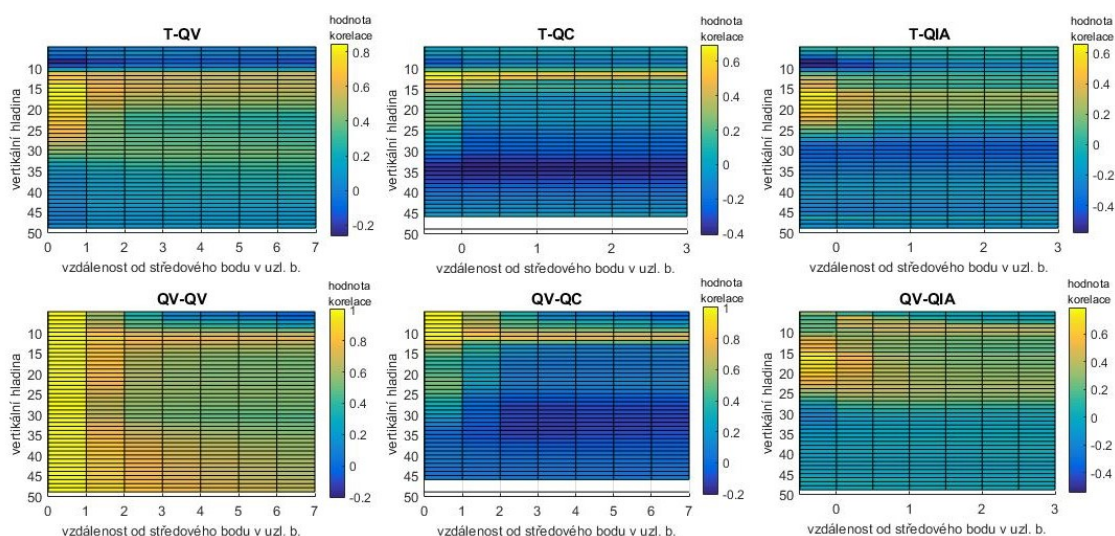 T-QV
hodnota
korelace
vertikální hladina
10
15
20
25
30
35
40
45
50
0 1 2 3 4 5 6 7
vzdálenost od středového bodu v uzl. b.
0.8
0.6
0.4
0.2
0
-0.2
T-QC
hodnota
korelace
vertikální hladina
10
15
20
25
30
35
40
45
50
0 1 2 3
vzdálenost od středového bodu v uzl. b.
0.6
0.4
0.2
0
-0.2
-0.4
T-QIA
hodnota
korelace
vertikální hladina
10
15
20
25
30
35
40
45
50
0 1 2 3
vzdálenost od středového bodu v uzl. b.
0.6
0.4
0.2
0
-0.2
-0.4
QV-QV
hodnota
korelace
vertikální hladina
10
15
20
25
30
35
40
45
50
0 1 2 3 4 5 6 7
vzdálenost od středového bodu v uzl. b.
1
0.8
0.6
0.4
0.2
0
-0.2
QV-QC
hodnota
korelace
vertikální hladina
10
15
20
25
30
35
40
45
50
0 1 2 3 4 5 6 7
vzdálenost od středového bodu v uzl. b.
1
0.8
0.6
0.4
0.2
0
-0.2
QV-QIA
hodnota
korelace
vertikální hladina
10
15
20
25
30
35
40
45
50
0 1 2 3
vzdálenost od středového bodu v uzl. b.
0.6
0.4
0.2
0
-0.2
-0.4